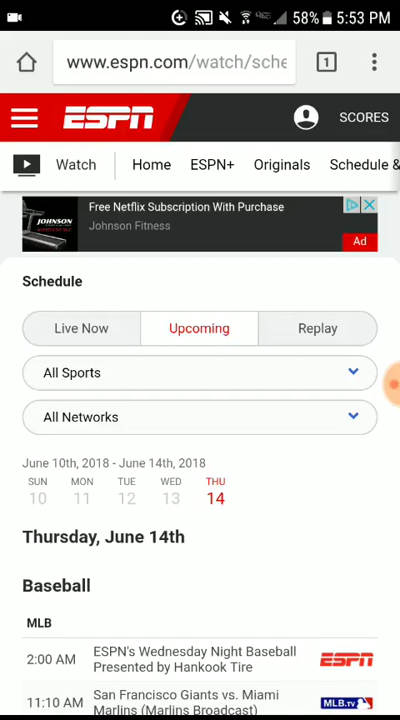 58% 5:53 PM
www.espn.com/watch/sche
1
ESPN
SCORES
Watch Home ESPN+ Originals Schedule &
JOHNSON
Free Netflix Subscription With Purchase
Johnson Fitness
Ad
Schedule
Live Now Upcoming Replay
All Sports
All Networks
June 10th, 2018 - June 14th, 2018
SUN MON TUE WED THU
10 11 12 13 14
Thursday, June 14th
Baseball
MLB
2:00 AM ESPN's Wednesday Night Baseball
Presented by Hankook Tire ESPN
11:10 AM San Francisco Giants vs. Miami
Marlins (Marlins Broadcast) MLB.TV